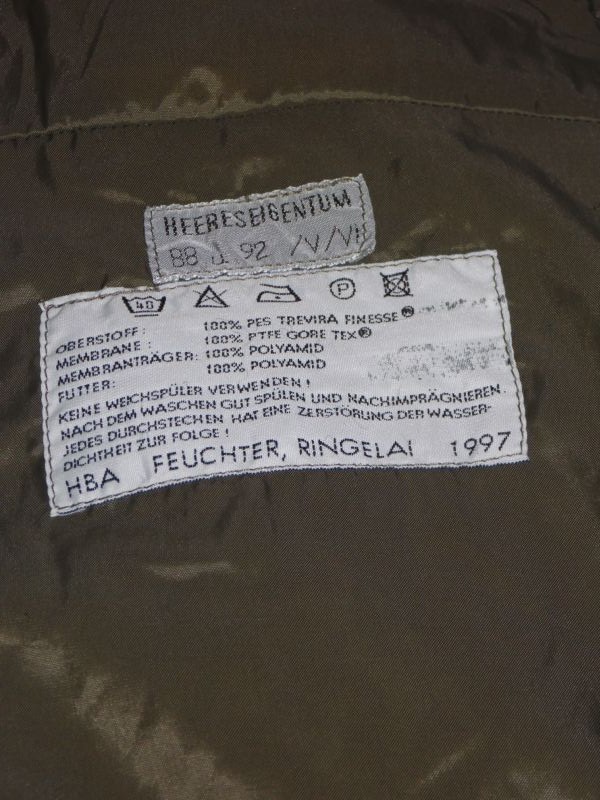 HEERESEIGENTUM
88 J. 92 /V/VII
40 P
OBERSTOFF: 100% PES TREVIRA FINESSE®
MEMBRANE: 100% PTFE GORE TEX®
MEMBRANTRÄGER: 100% POLYAMID
FUTTER: 100% POLYAMID
KEINE WEICHSPÜLER VERWENDEN!
NACH DEM WASCHEN GUT SPÜLEN UND NACHIMPRÄGNIEREN.
JEDES DURCHSTECHEN HAT EINE ZERSTÖRUNG DER WASSER-
DICHTHEIT ZUR FOLGE!
HBA FEUCHTER, RINGELAI 1997